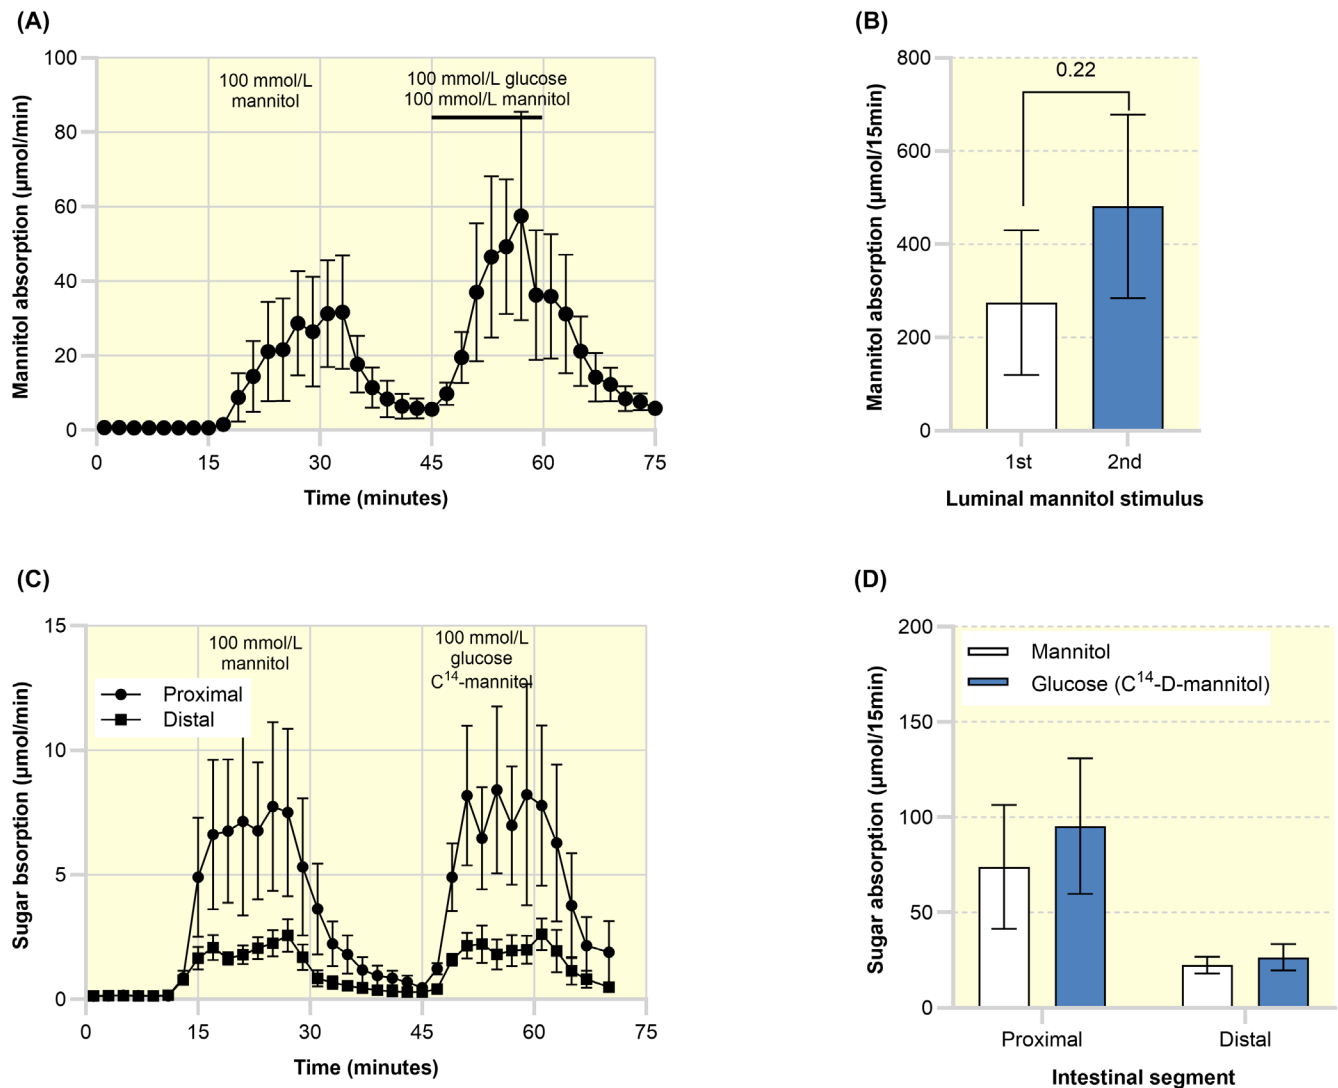 (A)
100
80
60
40
20
0
Mannitol absorption (µmol/min)
100 mmol/L
mannitol
100 mmol/L glucose
100 mmol/L mannitol
0 15 30 45 60 75
Time (minutes)
(B)
800
600
400
200
0
Mannitol absorption (µmol/15min)
0.22
1st 2nd
Luminal mannitol stimulus
(C)
15
10
5
0
Sugar bsorption (µmol/min)
100 mmol/L
mannitol
100 mmol/L
glucose
C¹⁴-mannitol
Proximal
Distal
0 15 30 45 60 75
Time (minutes)
(D)
200
150
100
50
0
Sugar absorption (µmol/15min)
Mannitol
Glucose (C¹⁴-D-mannitol)
Proximal Distal
Intestinal segment